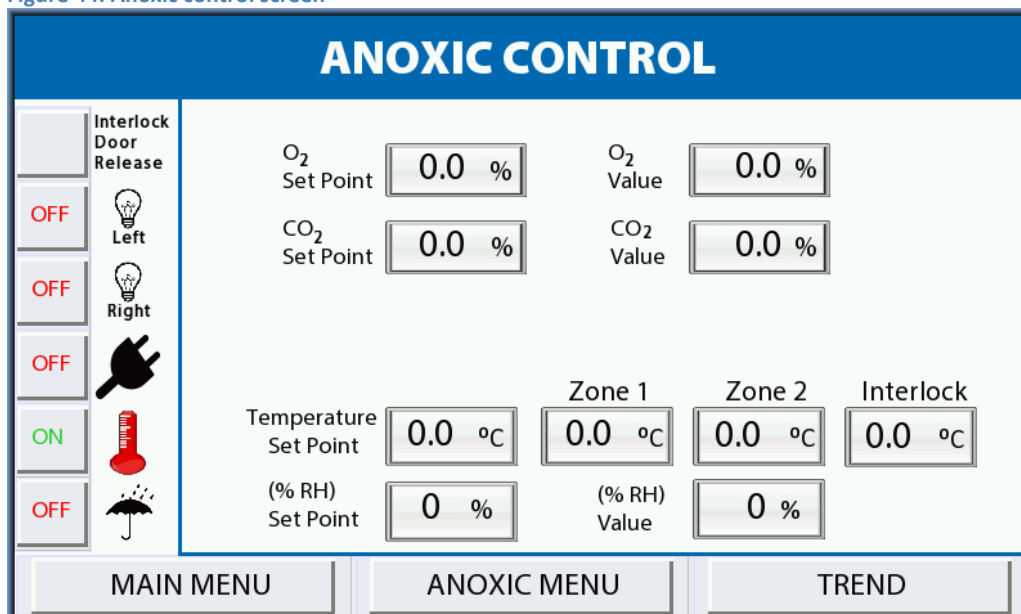 ANOXIC CONTROL
Interlock
Door
Release
OFF
Left
OFF
Right
OFF
ON
OFF
O2
Set Point
0.0 %
O2
Value
0.0 %
CO2
Set Point
0.0 %
CO2
Value
0.0 %
Zone 1
Zone 2
Interlock
Temperature
Set Point
0.0 ºC
0.0 ºC
0.0 ºC
0.0 ºC
(% RH)
Set Point
0 %
(% RH)
Value
0 %
MAIN MENU
ANOXIC MENU
TREND